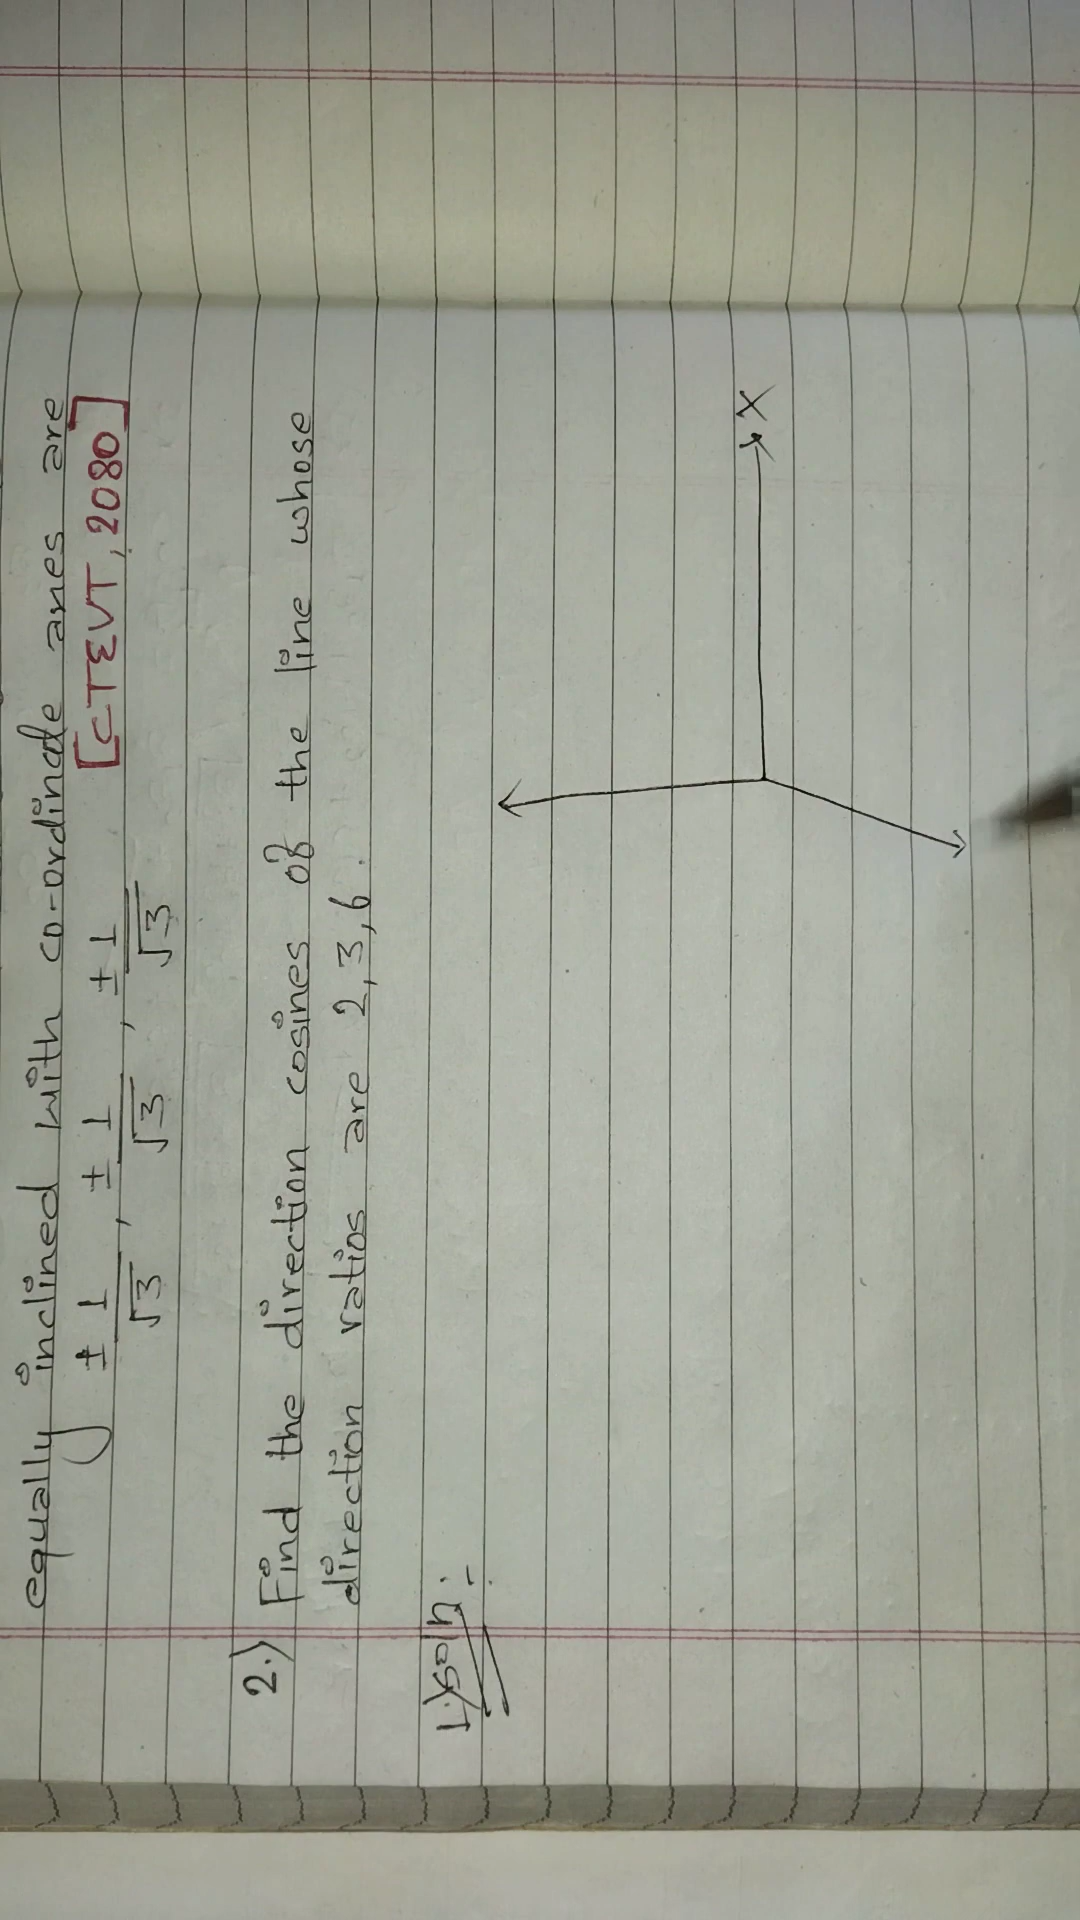 equally inclined with co-ordinate anes are
± 1/√3 , ± 1/√3 , ± 1/√3 [CTEVT, 2080]
2.) Find the direction cosines of the line whose
direction ratios are 2, 3, 6.
1.) soln:-
X